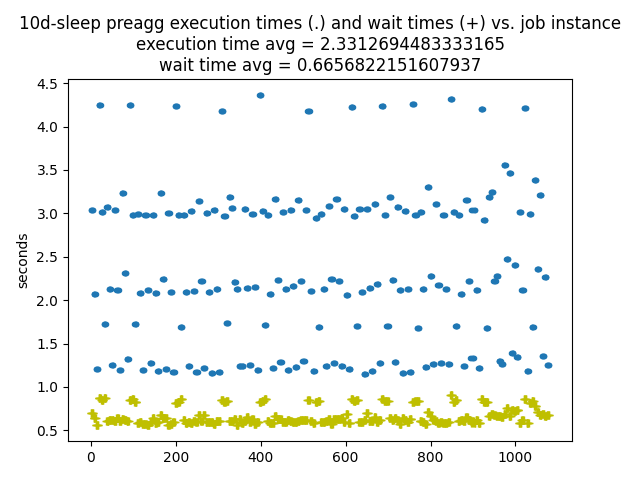 10d-sleep preagg execution times (.) and wait times (+) vs. job instance
execution time avg = 2.3312694483333165
wait time avg = 0.6656822151607937
4.5
4.0
3.5
3.0
2.5
2.0
1.5
1.0
0.5
seconds
0 200 400 600 800 1000